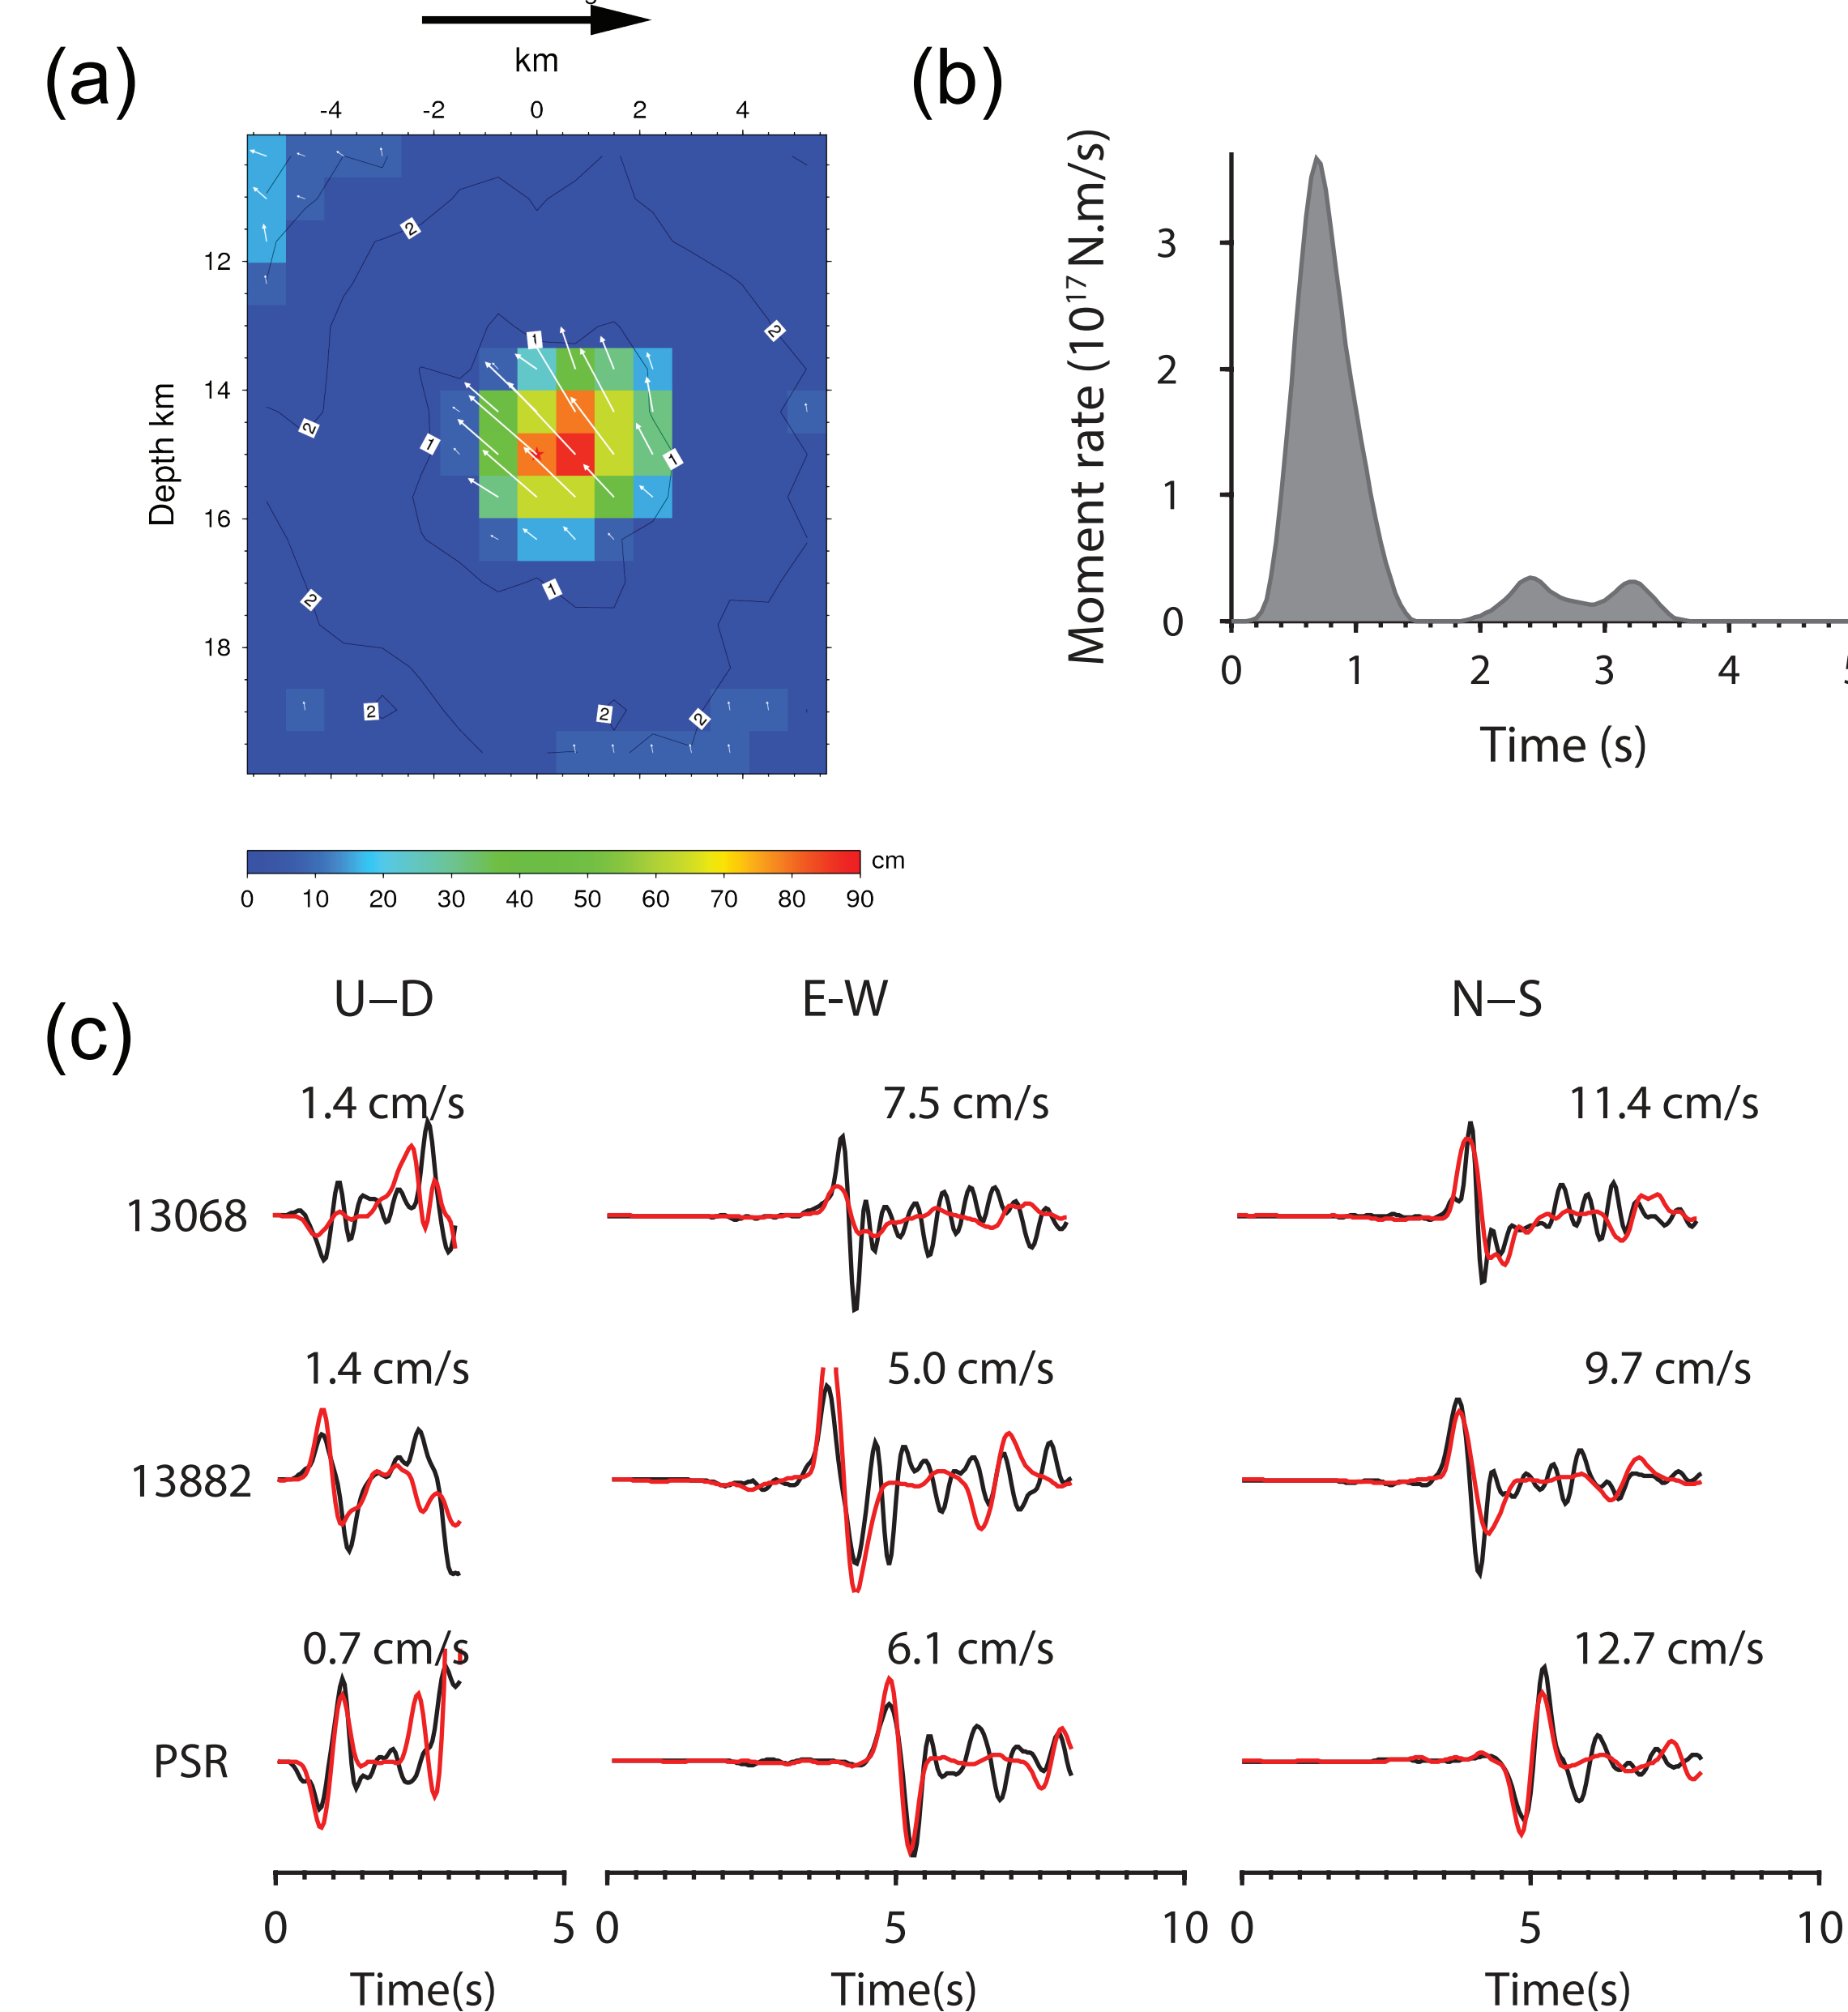 (a)
km
-4 -2 0 2 4
Depth km
12
14
16
18
2
2
2
2
2
2
2
1
1
1
1
0 10 20 30 40 50 60 70 80 90
cm
(b)
Moment rate (10¹⁷ N.m/s)
3
2
1
0
0 1 2 3 4
Time (s)
(c)
U–D E-W N–S
1.4 cm/s 7.5 cm/s 11.4 cm/s
13068
1.4 cm/s 5.0 cm/s 9.7 cm/s
13882
0.7 cm/s 6.1 cm/s 12.7 cm/s
PSR
0 5 0 5 10 0 5 10
Time(s) Time(s) Time(s)